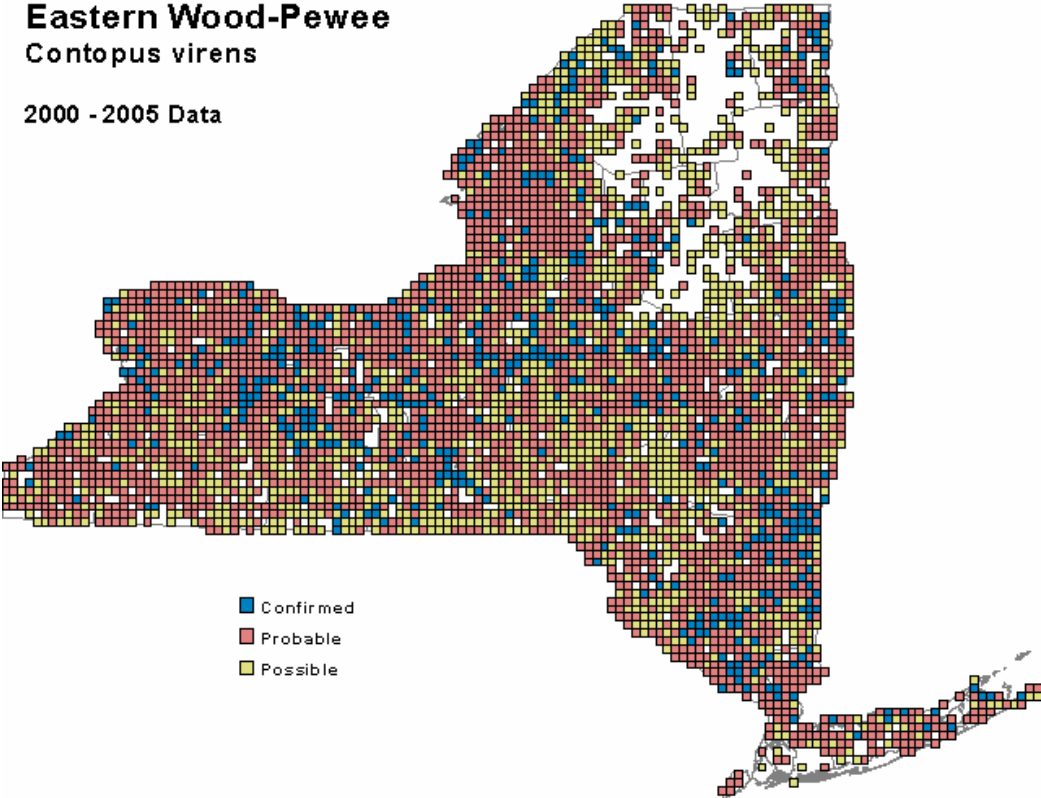 Eastern Wood-Pewee
Contopus virens
2000 - 2005 Data
Confirmed
Probable
Possible